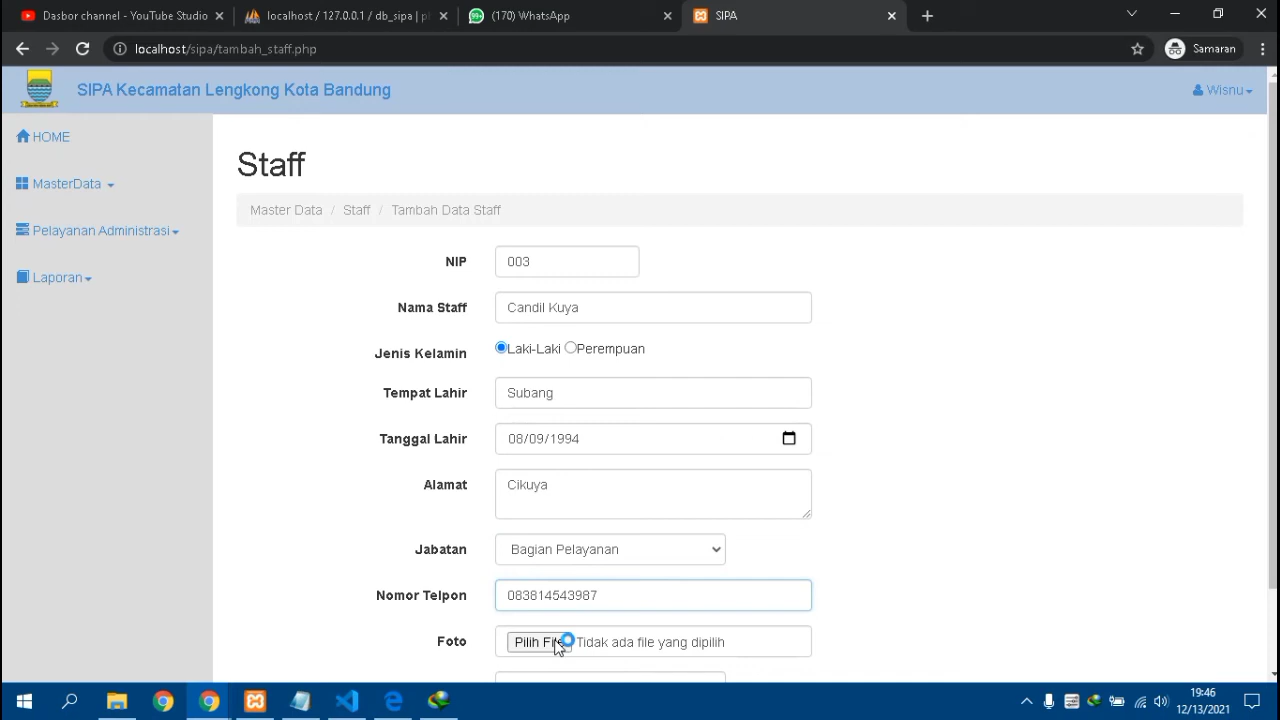 Dasbor channel - YouTube Studio
localhost / 127.0.0.1 / db_sipa | p
99+ (170) WhatsApp
SIPA
localhost/sipa/tambah_staff.php
Samaran
SIPA Kecamatan Lengkong Kota Bandung
Wisnu
HOME
MasterData
Pelayanan Administrasi
Laporan
Staff
Master Data / Staff / Tambah Data Staff
NIP 003
Nama Staff Candil Kuya
Jenis Kelamin Laki-Laki Perempuan
Tempat Lahir Subang
Tanggal Lahir 08/09/1994
Alamat Cikuya
Jabatan Bagian Pelayanan
Nomor Telpon 083814543987
Foto Pilih File Tidak ada file yang dipilih
19:46
12/13/2021